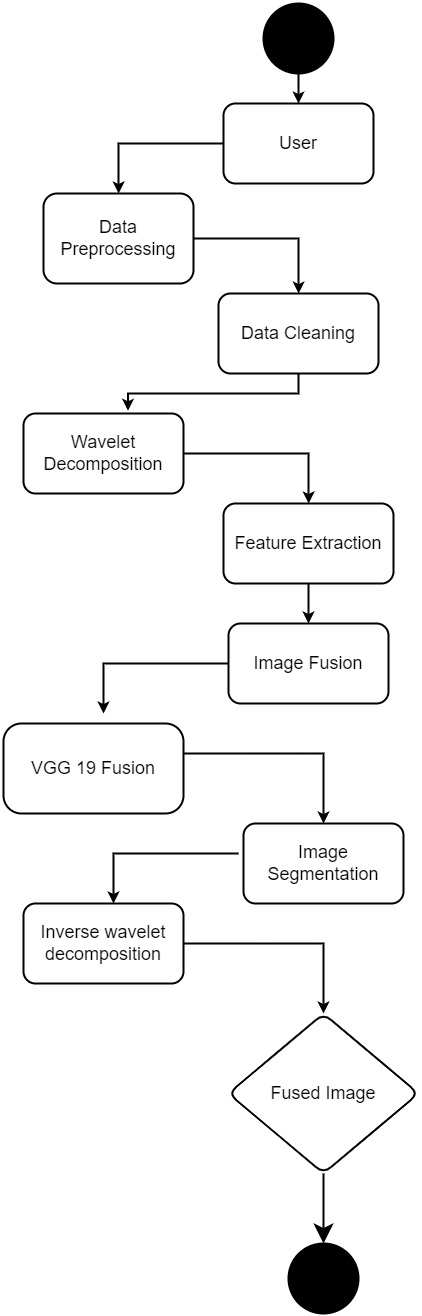 User
Data
Preprocessing
Data Cleaning
Wavelet
Decomposition
Feature Extraction
Image Fusion
VGG 19 Fusion
Image
Segmentation
Inverse wavelet
decomposition
Fused Image